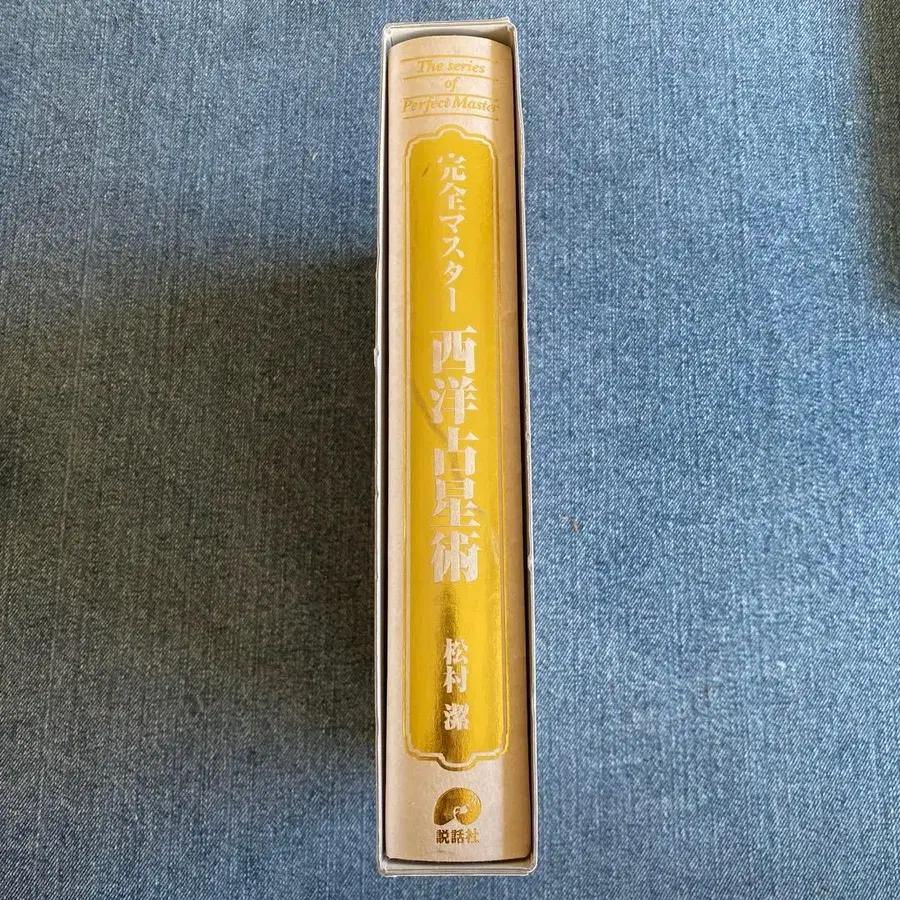 The series
of
Perfect Master
完全マスター
西洋占星術
松村 潔
説話社